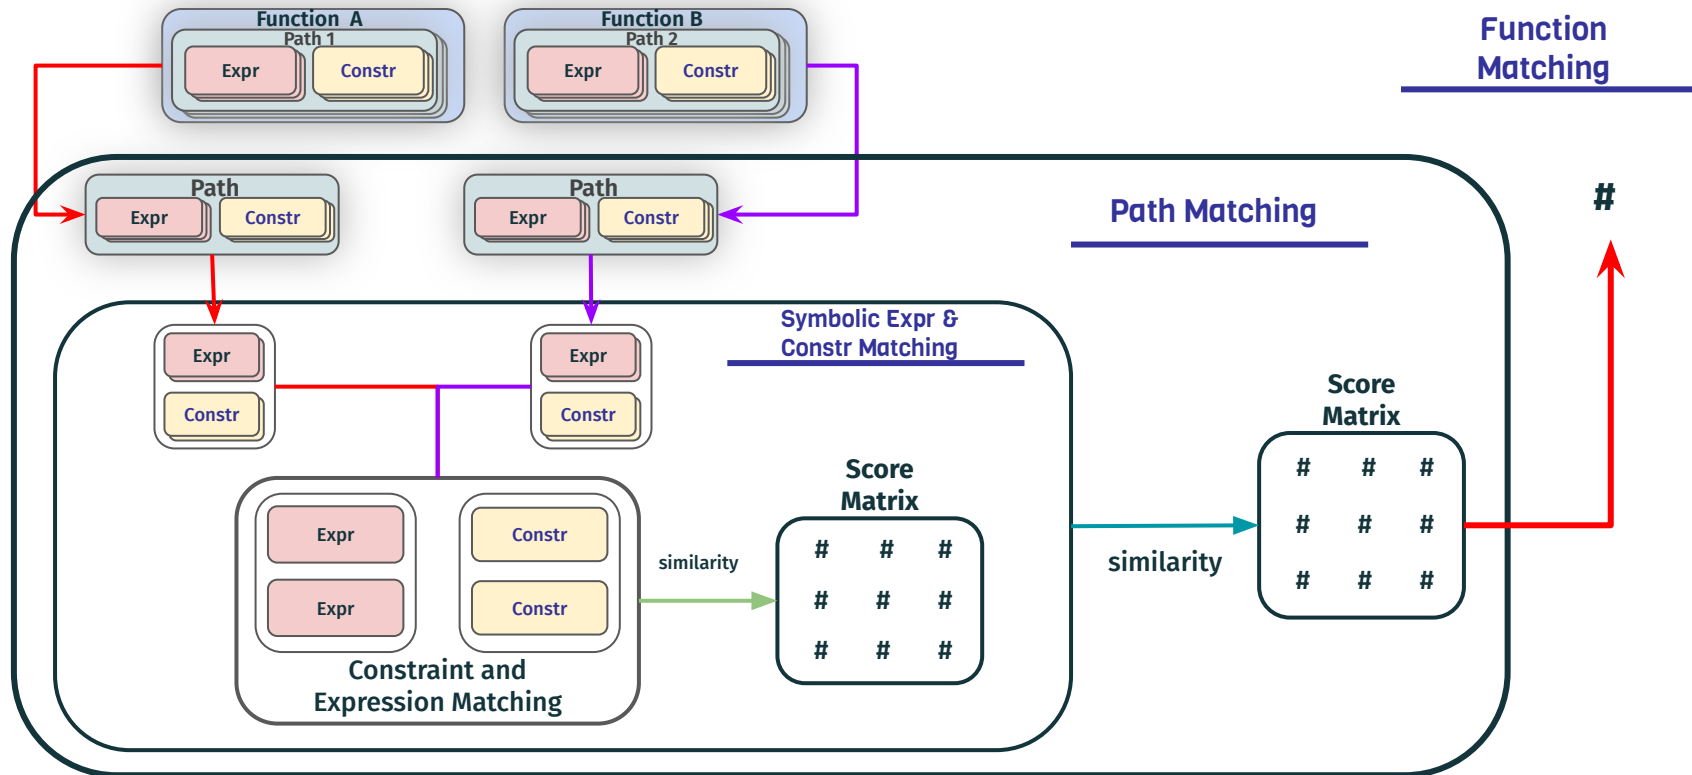 Function A
Path 1
Expr
Constr
Function B
Path 2
Expr
Constr
Function
Matching
Path
Expr
Constr
Path
Expr
Constr
Path Matching
#
Symbolic Expr &
Constr Matching
Expr
Constr
Expr
Constr
Expr
Expr
Constr
Constr
Constraint and
Expression Matching
similarity
Score
Matrix
# # #
# # #
# # #
similarity
Score
Matrix
# # #
# # #
# # #